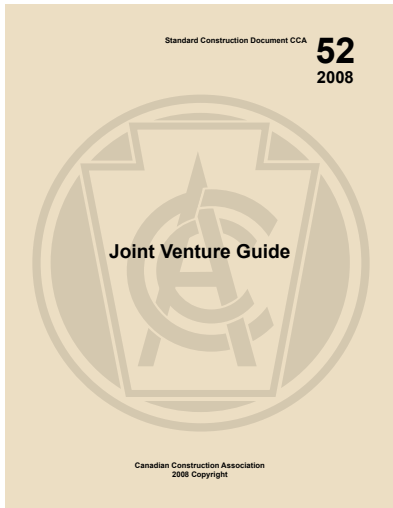 Standard Construction Document CCA 52
2008
Joint Venture Guide
Canadian Construction Association
2008 Copyright